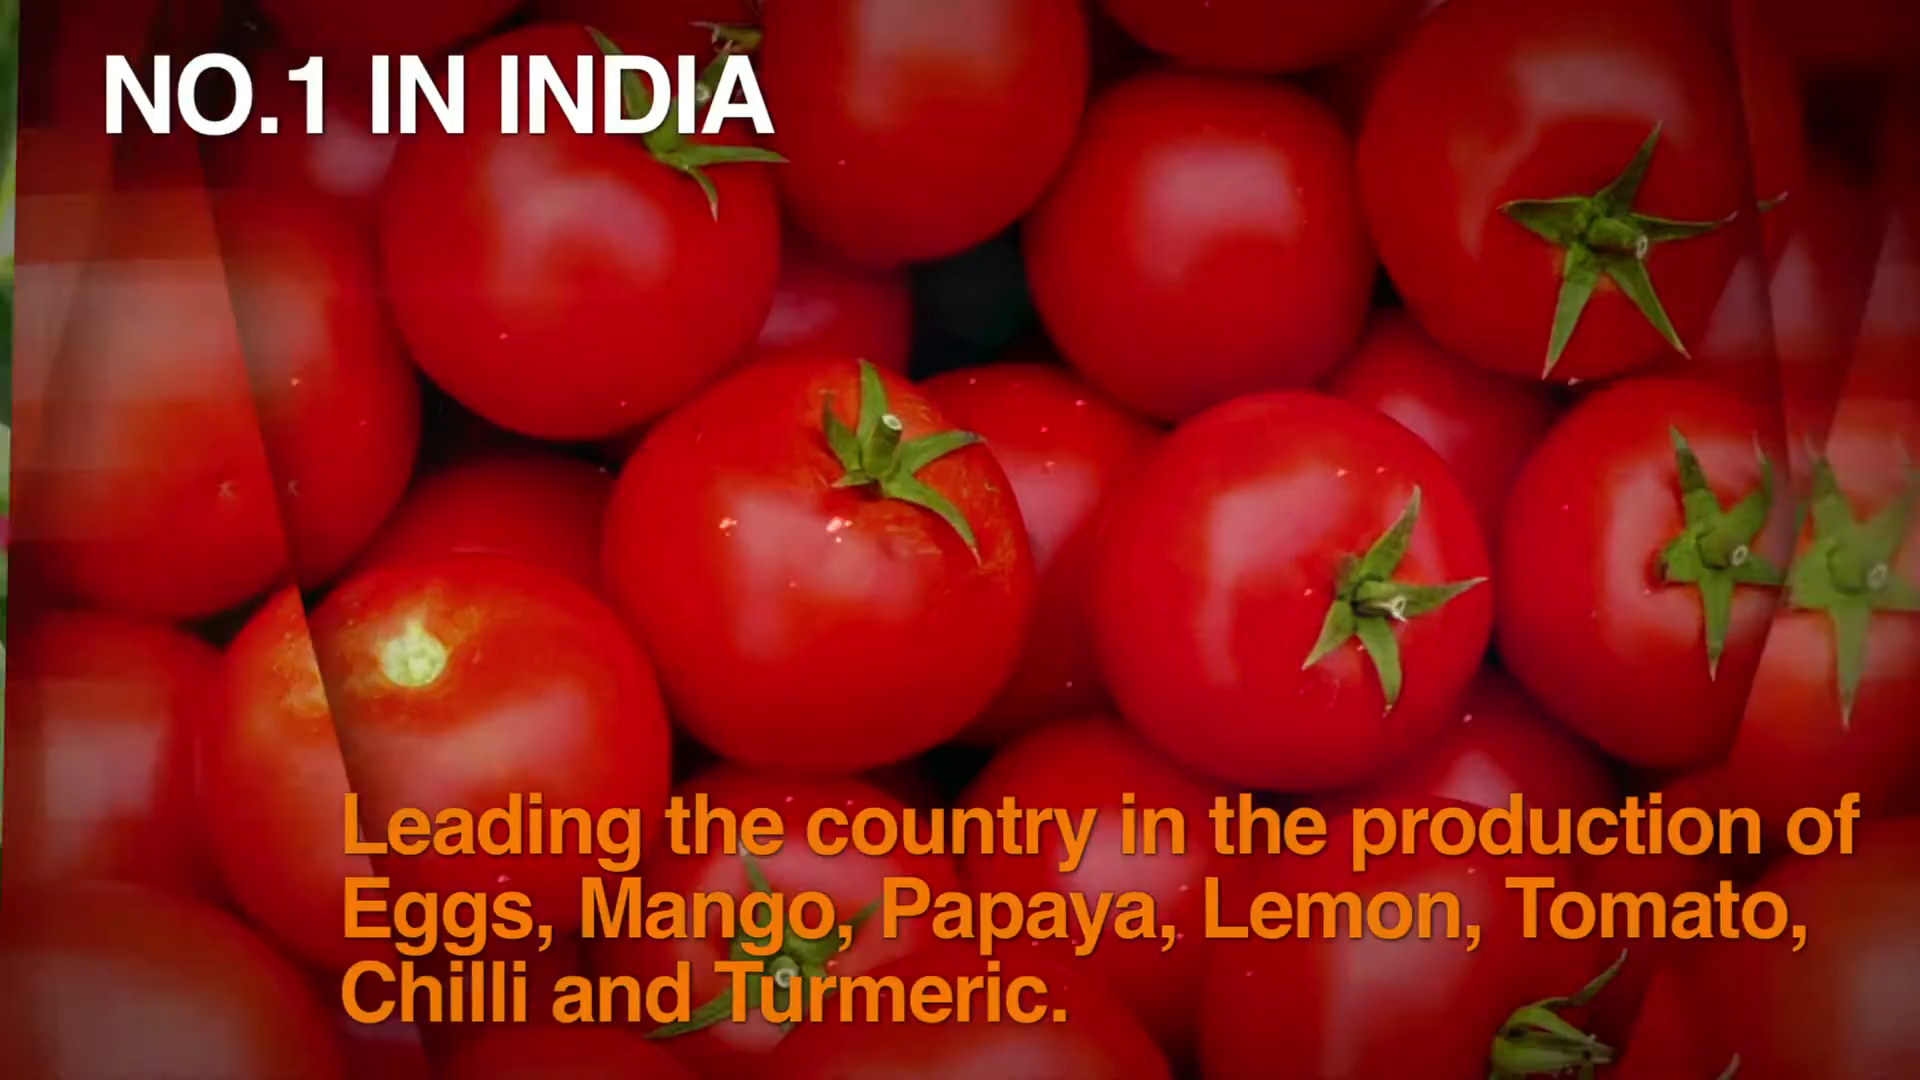 NO.1 IN INDIA
Leading the country in the production of
Eggs, Mango, Papaya, Lemon, Tomato,
Chilli and Turmeric.